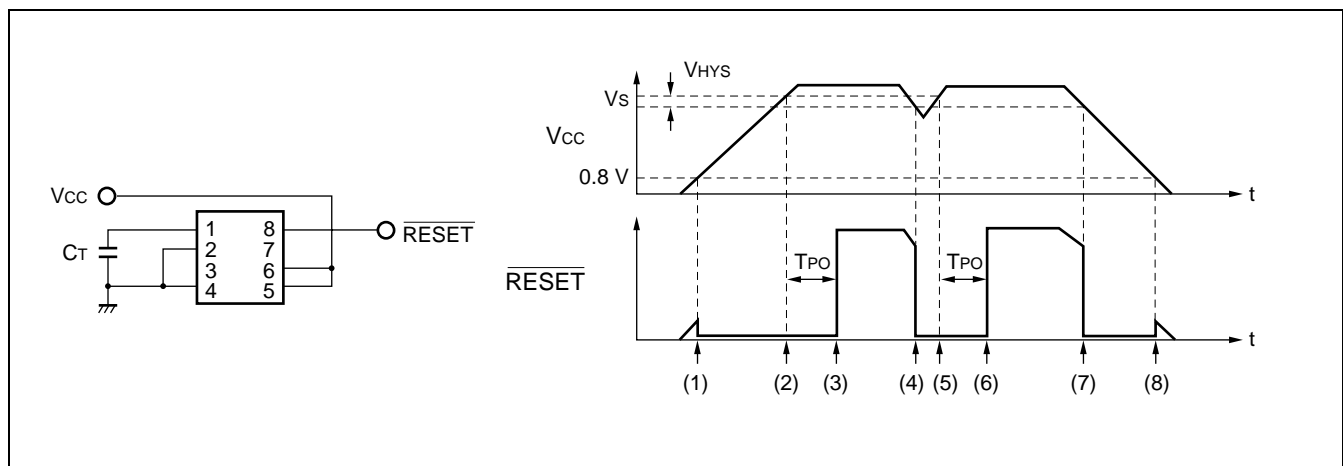 VCC
CT
1 8
2 7
3 6
4 5
RESET
VHYS
VS
VCC
0.8 V
t
RESET
TPO
TPO
t
(1) (2) (3) (4) (5) (6) (7) (8)